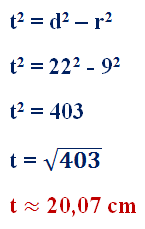 t² = d² – r²
t² = 22² - 9²
t² = 403
t = √403
t ≈ 20,07 cm